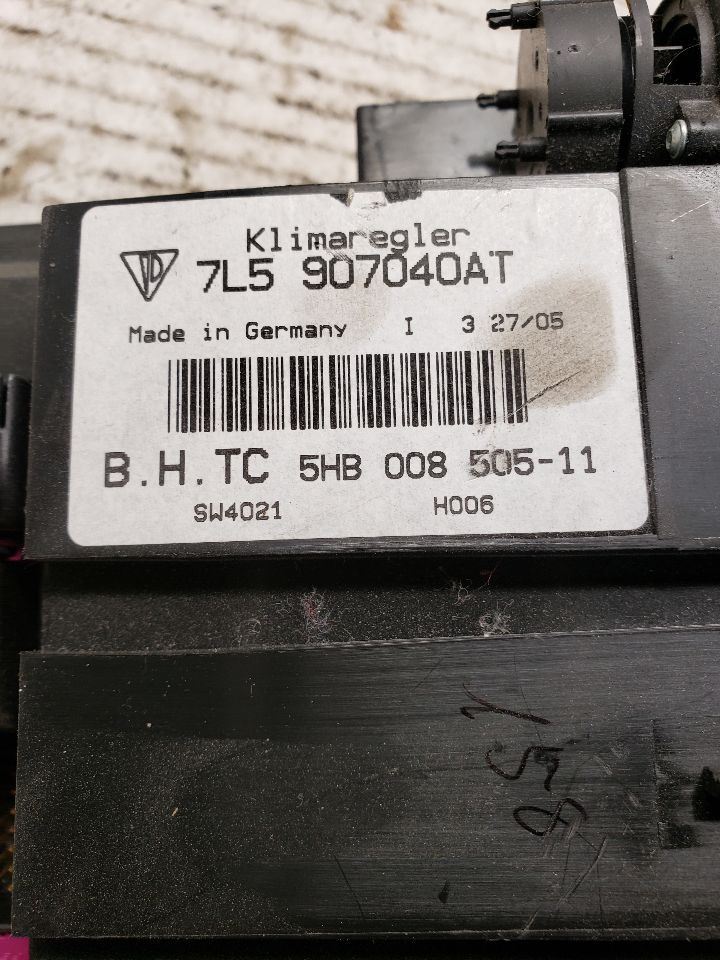 Klimaregler
7L5 907040AT
Made in Germany I 3 27/05
B.H.TC 5HB 008 505-11
SW4021 H006